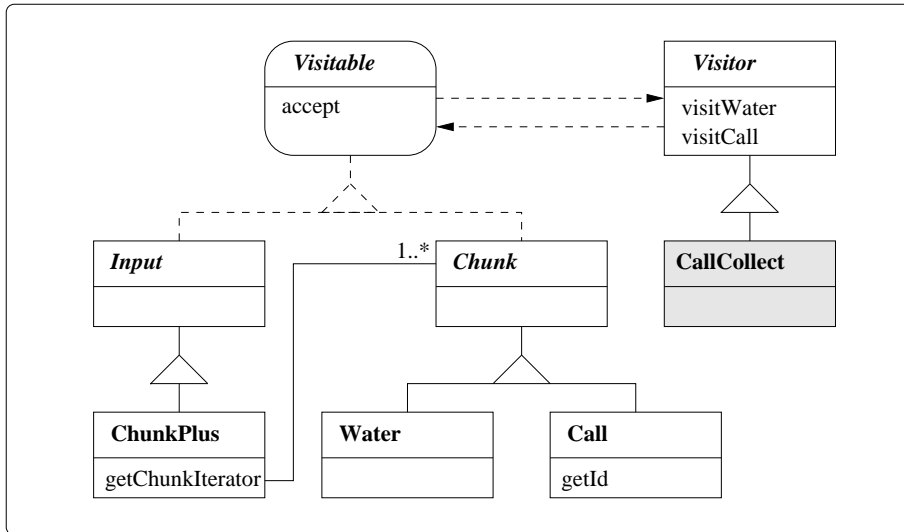 Visitable
accept
Visitor
visitWater
visitCall
Input
1..*
Chunk
CallCollect
ChunkPlus
getChunkIterator
Water
Call
getId